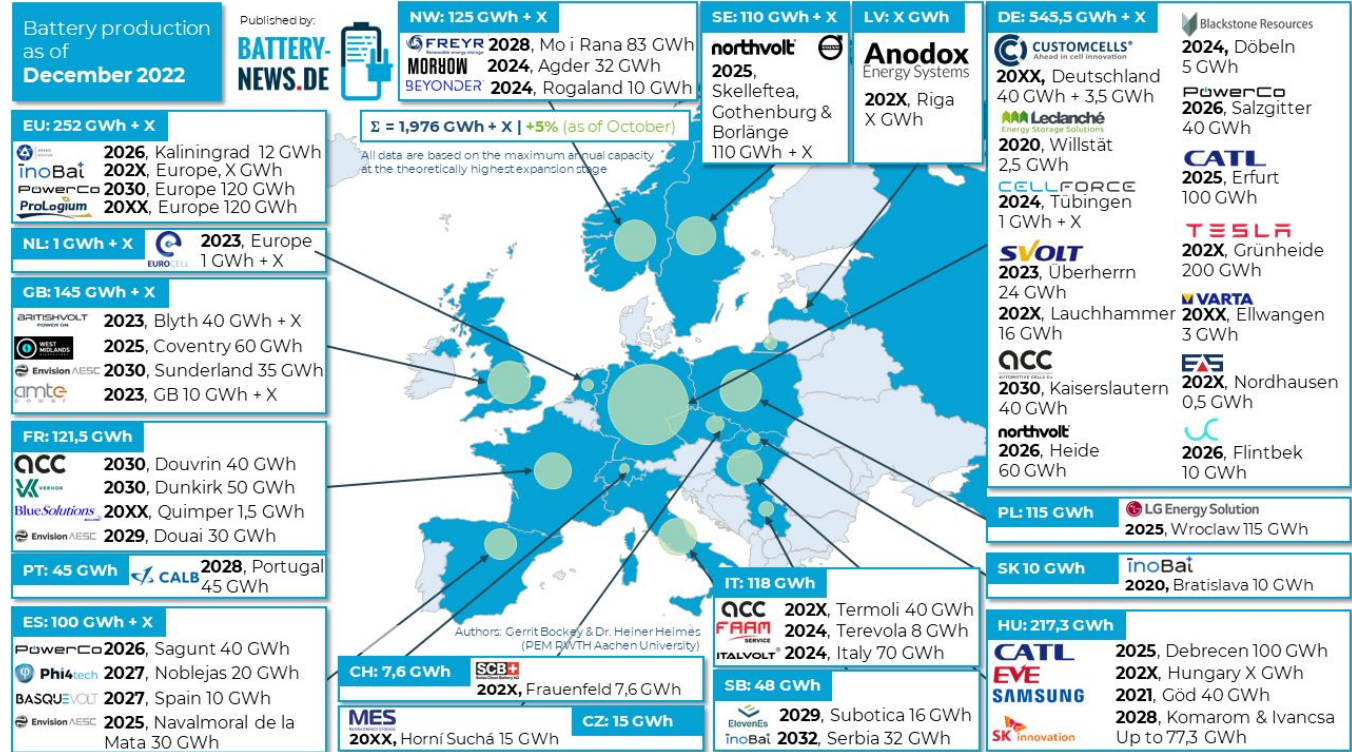 Battery production
as of
December 2022
Published by:
BATTERY-
NEWS.DE
NW: 125 GWh + X
FREYR 2028, Mo i Rana 83 GWh
MORROW 2024, Agder 32 GWh
BEYONDER 2024, Rogaland 10 GWh
Σ = 1,976 GWh + X | +5% (as of October)
All data are based on the maximum annual capacity
at the theoretically highest expansion stage
SE: 110 GWh + X
northvolt VOLVO
2025,
Skelleftea,
Gothenburg &
Borlänge
110 GWh + X
LV: X GWh
Anodox
Energy Systems
202X, Riga
X GWh
DE: 545,5 GWh + X
CUSTOMCELLS®
Ahead in cell innovation
20XX, Deutschland
40 GWh + 3,5 GWh
Leclanché
Energy Storage Solutions
2020, Willstät
2,5 GWh
CELLFORCE
2024, Tübingen
1 GWh + X
SVOLT
2023, Überherrn
24 GWh
202X, Lauchhammer
16 GWh
acc
AUTOMOTIVE CELLS Co
2030, Kaiserslautern
40 GWh
northvolt
2026, Heide
60 GWh
Blackstone Resources
2024, Döbeln
5 GWh
PowerCo
2026, Salzgitter
40 GWh
CATL
2025, Erfurt
100 GWh
TESLA
202X, Grünheide
200 GWh
VARTA
20XX, Ellwangen
3 GWh
EAS
202X, Nordhausen
0,5 GWh
2026, Flintbek
10 GWh
EU: 252 GWh + X
2026, Kaliningrad 12 GWh
inoBat 202X, Europe, X GWh
PowerCo 2030, Europe 120 GWh
ProLogium 20XX, Europe 120 GWh
NL: 1 GWh + X
EUROCELL
2023, Europe
1 GWh + X
GB: 145 GWh + X
BRITISHVOLT
POWER ON
2023, Blyth 40 GWh + X
WEST
MIDLANDS
2025, Coventry 60 GWh
Envision AESC 2030, Sunderland 35 GWh
amte
power
2023, GB 10 GWh + X
FR: 121,5 GWh
acc 2030, Douvrin 40 GWh
VERKOR 2030, Dunkirk 50 GWh
BlueSolutions 20XX, Quimper 1,5 GWh
Envision AESC 2029, Douai 30 GWh
PT: 45 GWh
CALB 2028, Portugal
45 GWh
ES: 100 GWh + X
PowerCo 2026, Sagunt 40 GWh
Phi4tech 2027, Noblejas 20 GWh
BASQUEVOLT 2027, Spain 10 GWh
Envision AESC 2025, Navalmoral de la
Mata 30 GWh
Authors: Gerrit Bockey & Dr. Heiner Heimes
(PEM RWTH Aachen University)
CH: 7,6 GWh
SCB
Swiss Clean Battery AG
202X, Frauenfeld 7,6 GWh
MES
MAGNA ENERGY STORAGE
CZ: 15 GWh
20XX, Horní Suchá 15 GWh
IT: 118 GWh
acc 202X, Termoli 40 GWh
FAAM
SERVICE
2024, Terevola 8 GWh
ITALVOLT® 2024, Italy 70 GWh
SB: 48 GWh
ElevenEs 2029, Subotica 16 GWh
inoBat 2032, Serbia 32 GWh
PL: 115 GWh
LG Energy Solution
2025, Wroclaw 115 GWh
SK 10 GWh
inoBat
2020, Bratislava 10 GWh
HU: 217,3 GWh
CATL 2025, Debrecen 100 GWh
EVE 202X, Hungary X GWh
SAMSUNG 2021, Göd 40 GWh
SK innovation
2028, Komarom & Ivancsa
Up to 77,3 GWh